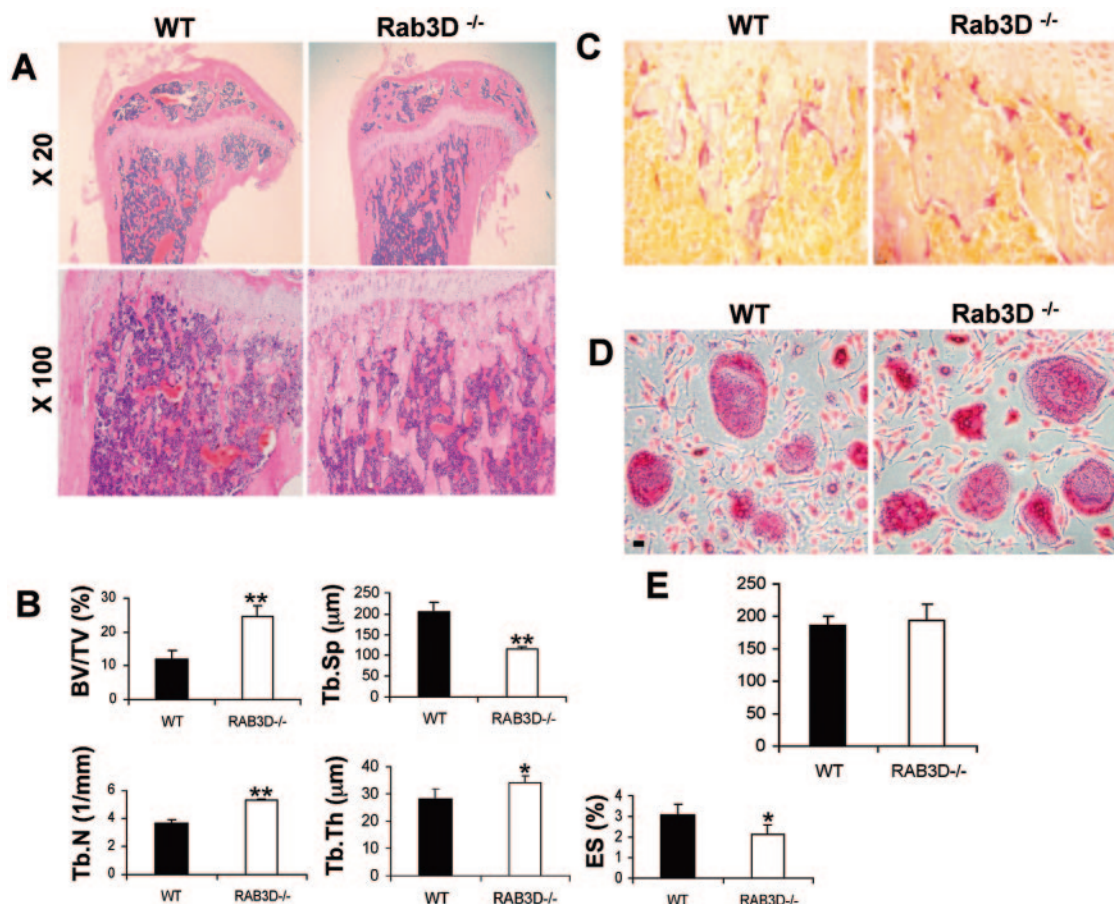 WT Rab3D -/-
A
X 20
X 100
C
WT Rab3D -/-
D
WT Rab3D -/-
B
BV/TV (%)
30
20
10
0
WT RAB3D-/-
**
Tb.Sp (μm)
250
200
150
100
50
0
WT RAB3D-/-
**
Tb.N (1/mm)
6
4
2
0
WT RAB3D-/-
**
Tb.Th (μm)
40
30
20
10
0
WT RAB3D-/-
*
ES (%)
4
3
2
1
0
WT RAB3D-/-
*
E
250
200
150
100
50
0
WT RAB3D-/-